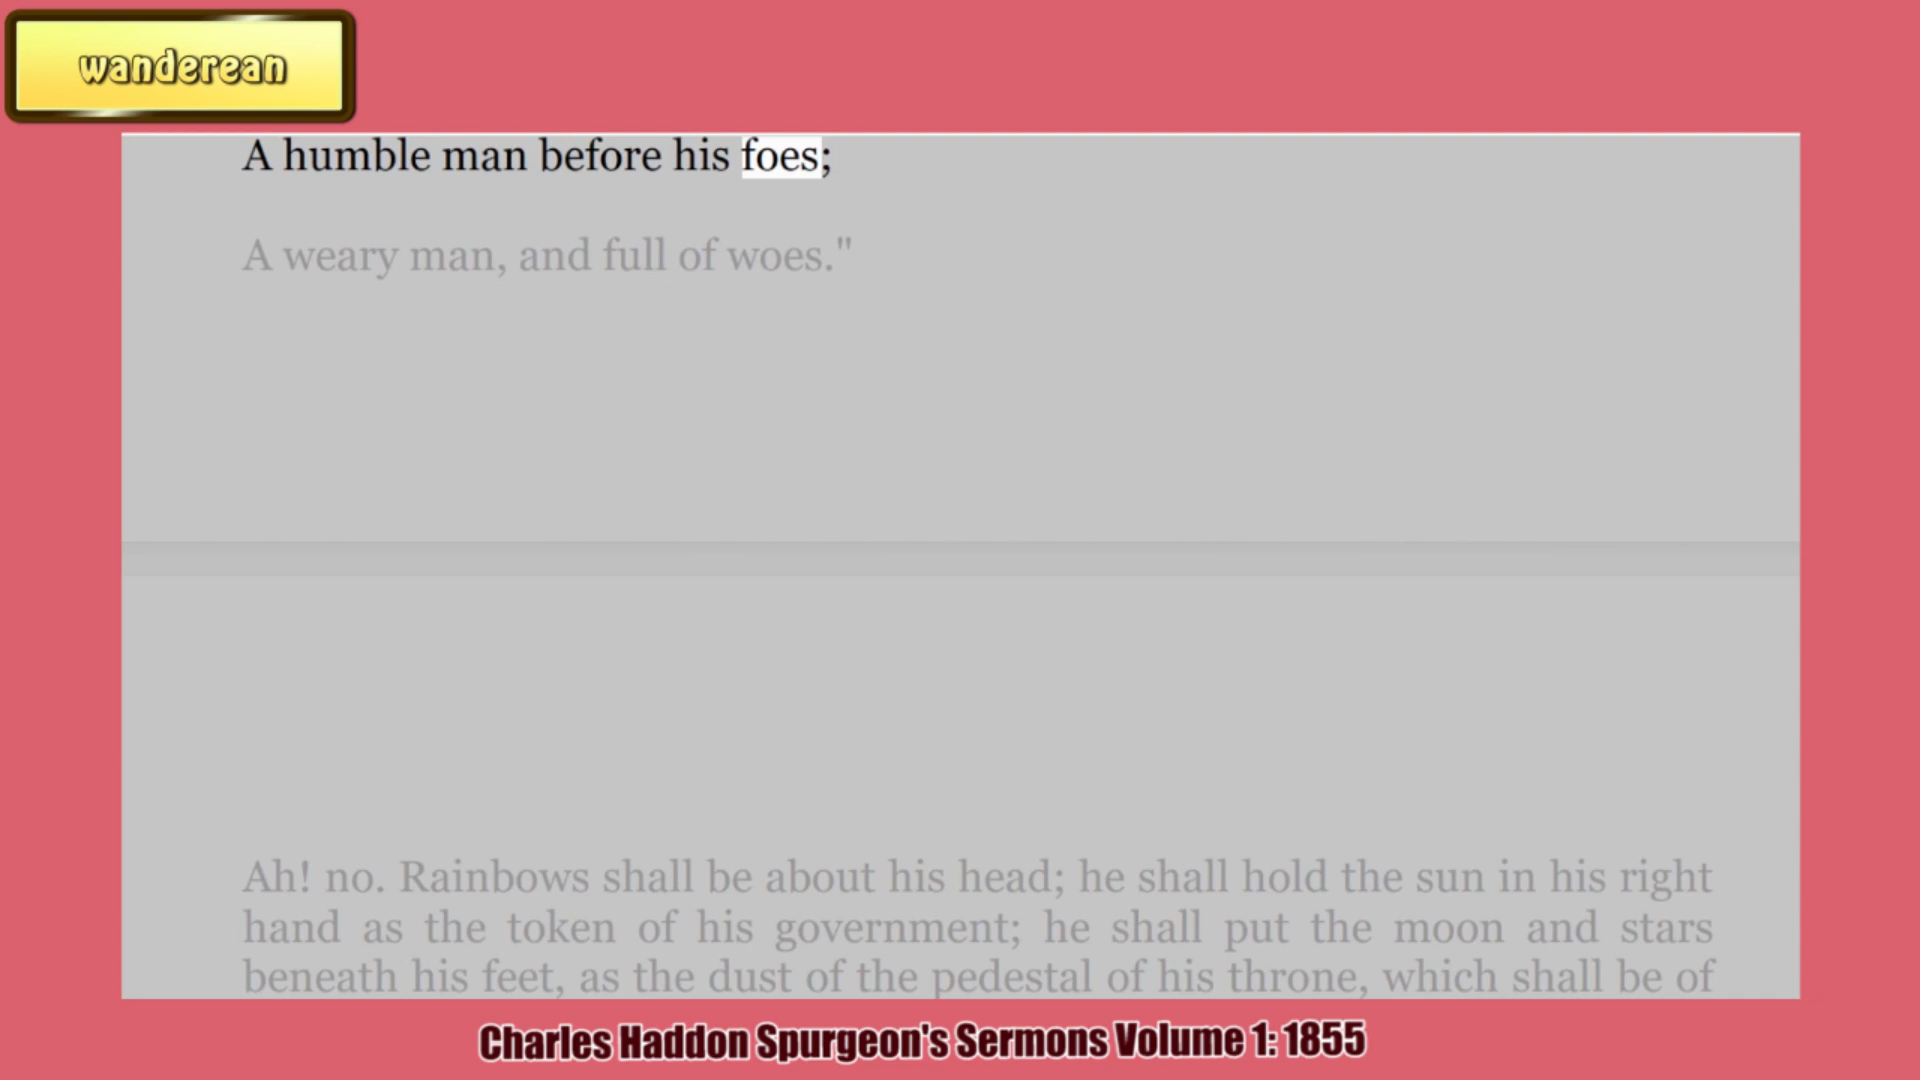 wanderean
A humble man before his foes;
A weary man, and full of woes."
Ah! no. Rainbows shall be about his head; he shall hold the sun in his right
hand as the token of his government; he shall put the moon and stars
beneath his feet, as the dust of the pedestal of his throne, which shall be of
Charles Haddon Spurgeon's Sermons Volume 1: 1855